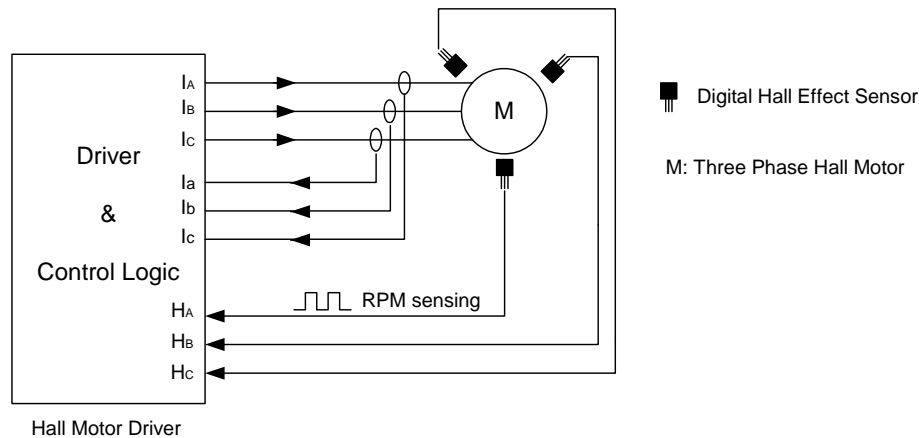 IA
IB
IC
Driver
&
Control Logic
Ia
Ib
Ic
HA
HB
HC
Hall Motor Driver
RPM sensing
M
Digital Hall Effect Sensor
M: Three Phase Hall Motor